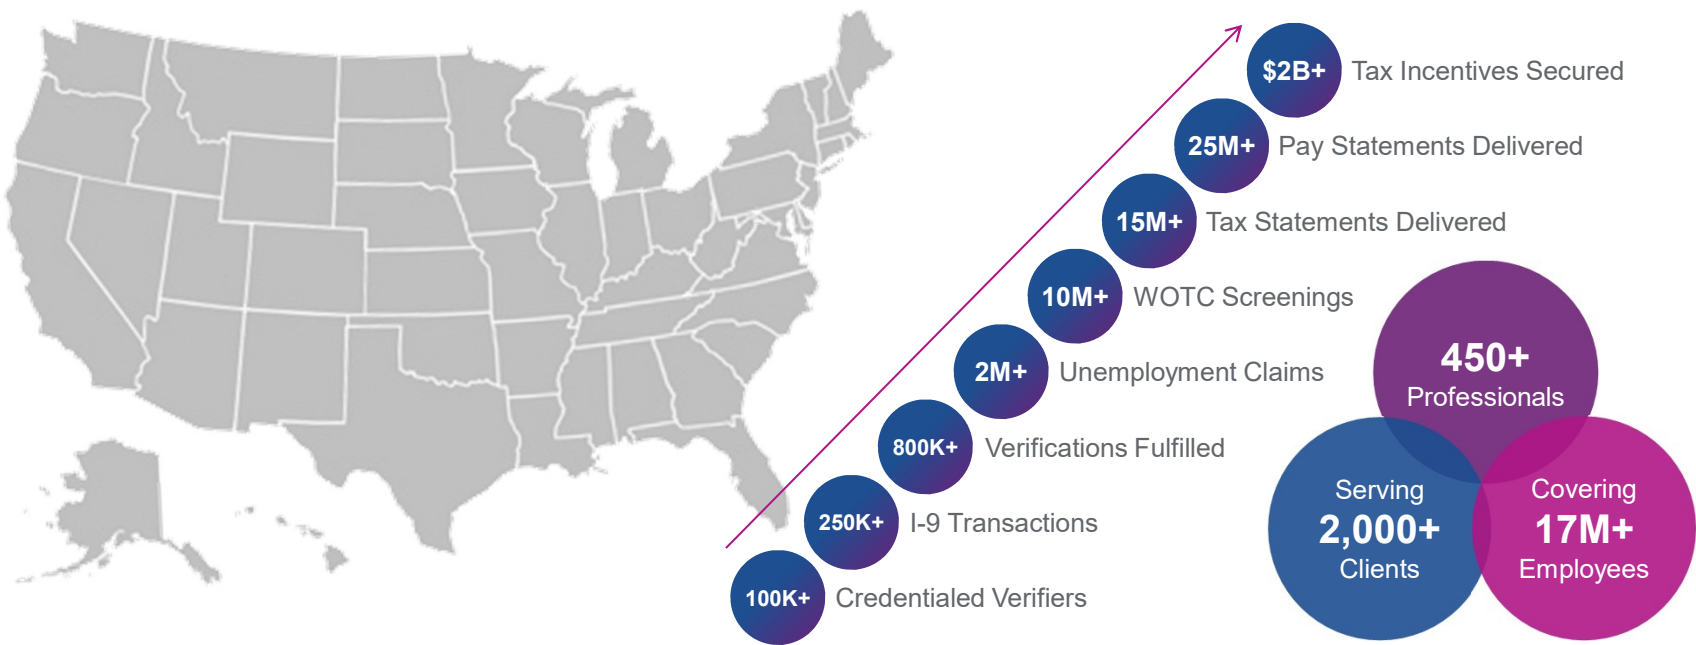 $2B+ Tax Incentives Secured
25M+ Pay Statements Delivered
15M+ Tax Statements Delivered
10M+ WOTC Screenings
2M+ Unemployment Claims
800K+ Verifications Fulfilled
250K+ I-9 Transactions
100K+ Credentialed Verifiers
450+
Professionals
Serving
2,000+
Clients
Covering
17M+
Employees